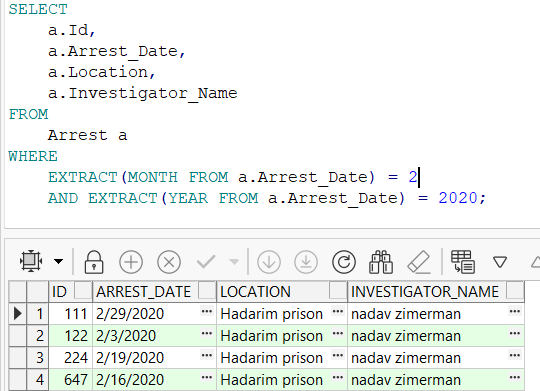 SELECT
a.Id,
a.Arrest_Date,
a.Location,
a.Investigator_Name
FROM
Arrest a
WHERE
EXTRACT(MONTH FROM a.Arrest_Date) = 2
AND EXTRACT(YEAR FROM a.Arrest_Date) = 2020;
ID ARREST_DATE LOCATION INVESTIGATOR_NAME
1 111 2/29/2020 ... Hadarim prison ... nadav zimerman ...
2 122 2/3/2020 ... Hadarim prison ... nadav zimerman ...
3 224 2/19/2020 ... Hadarim prison ... nadav zimerman ...
4 647 2/16/2020 ... Hadarim prison ... nadav zimerman ...